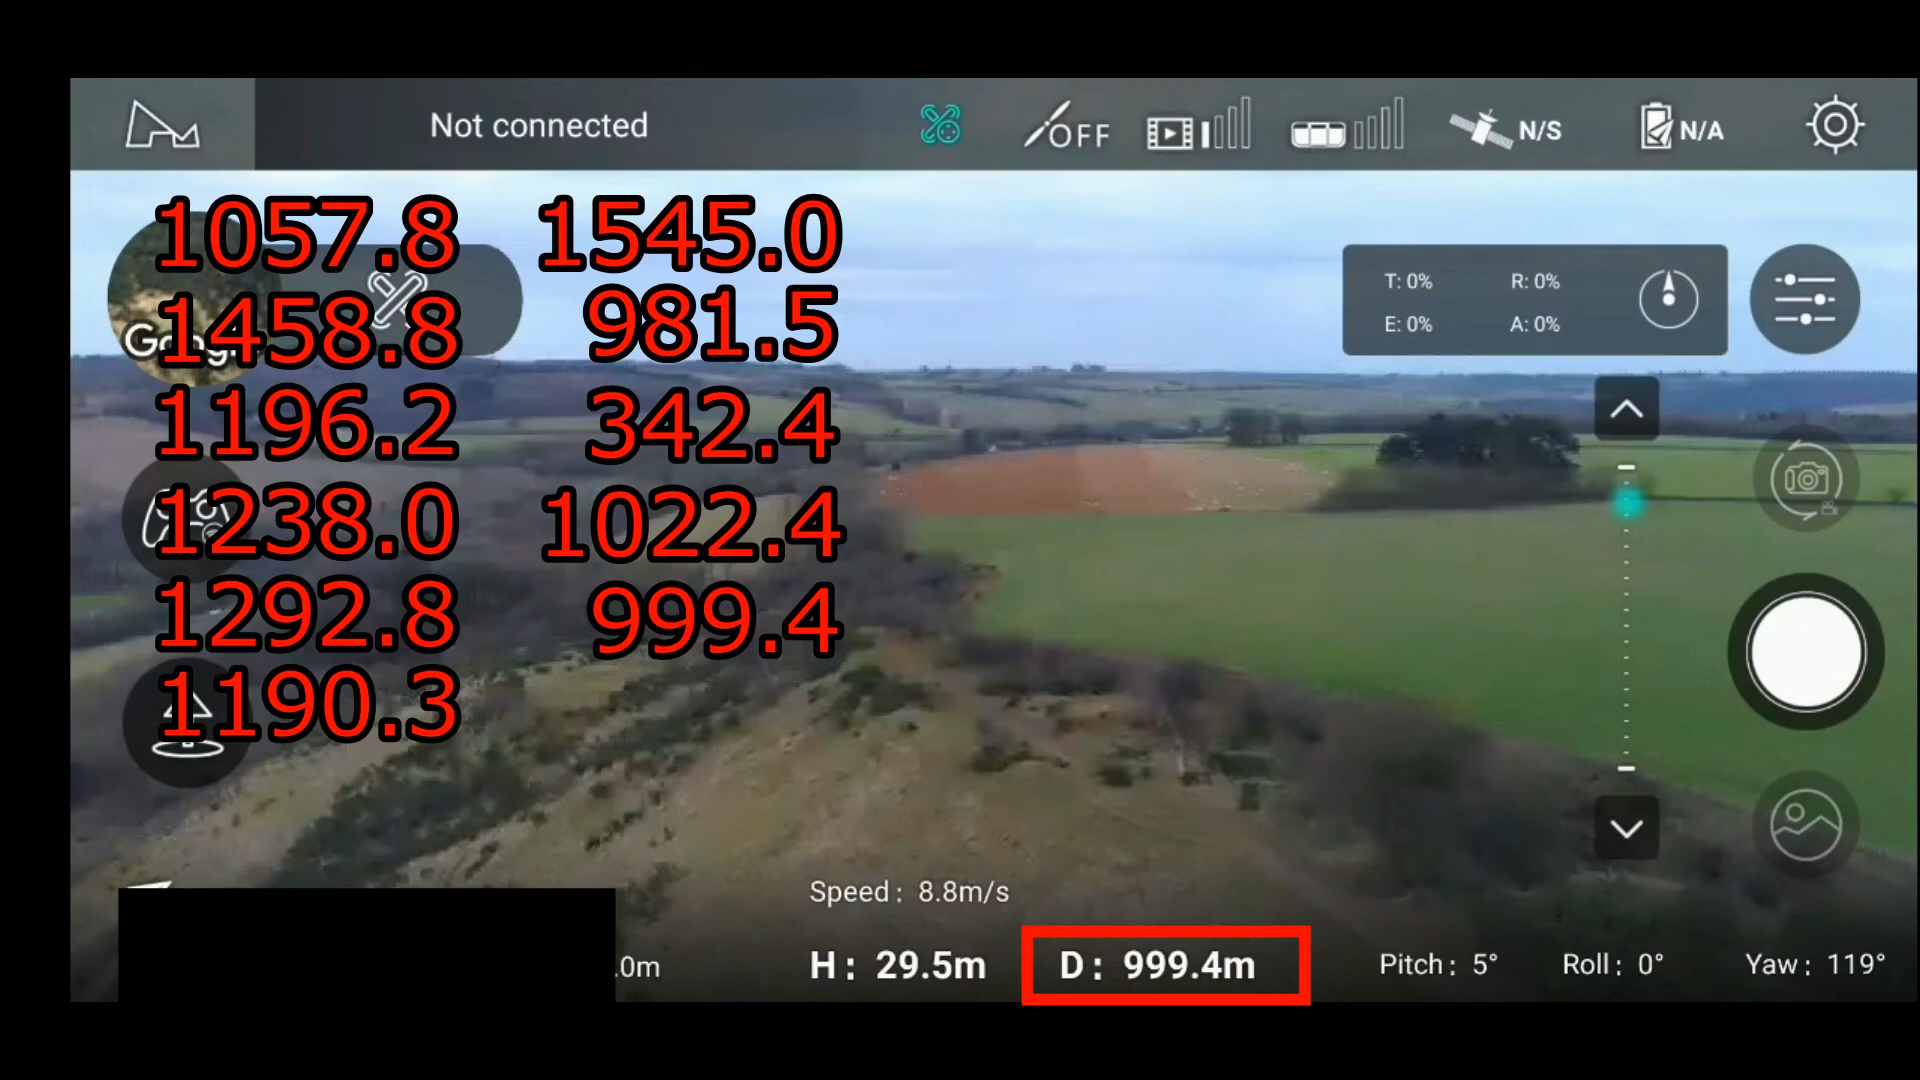 Not connected
OFF
N/S
N/A
1057.8
1458.8
1196.2
1238.0
1292.8
1190.3
1545.0
981.5
342.4
1022.4
999.4
T: 0% R: 0%
E: 0% A: 0%
Speed : 8.8m/s
.0m
H : 29.5m
D : 999.4m
Pitch : 5°
Roll : 0°
Yaw : 119°